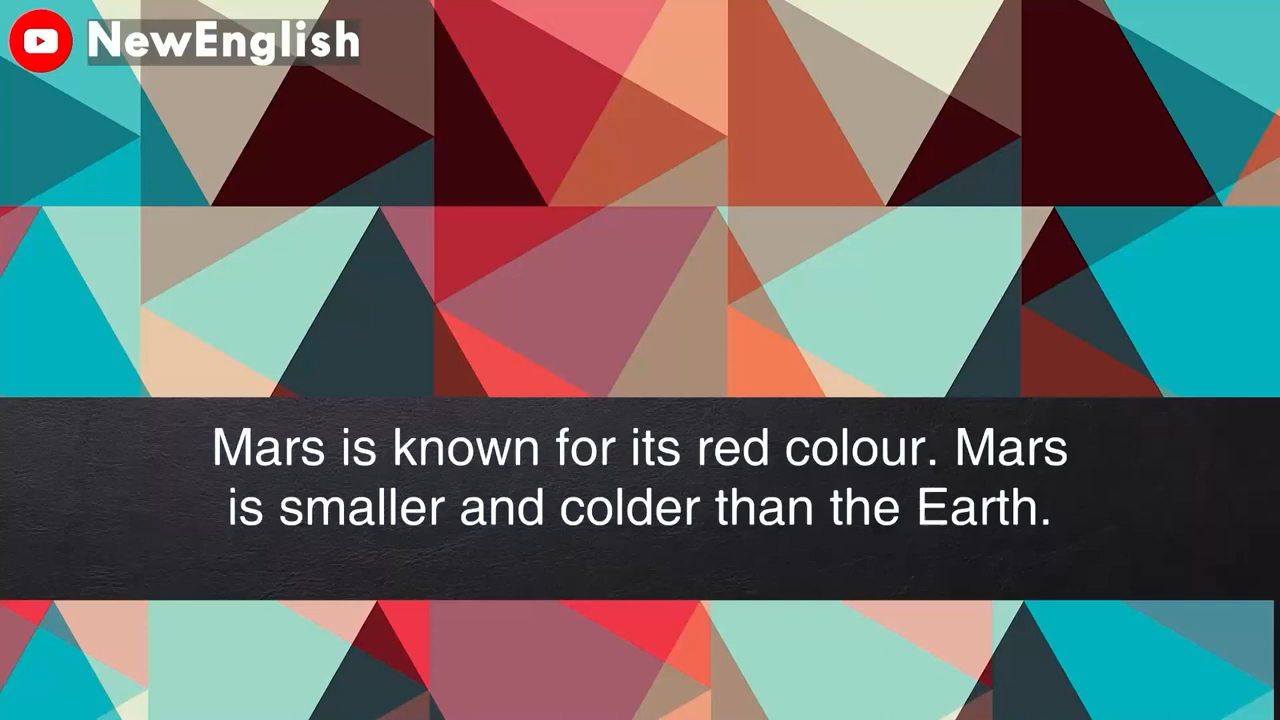 NewEnglish
Mars is known for its red colour. Mars
is smaller and colder than the Earth.